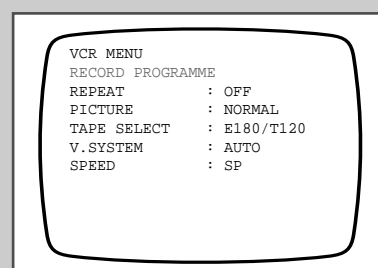 VCR MENU
RECORD PROGRAMME
REPEAT : OFF
PICTURE : NORMAL
TAPE SELECT : E180/T120
V.SYSTEM : AUTO
SPEED : SP